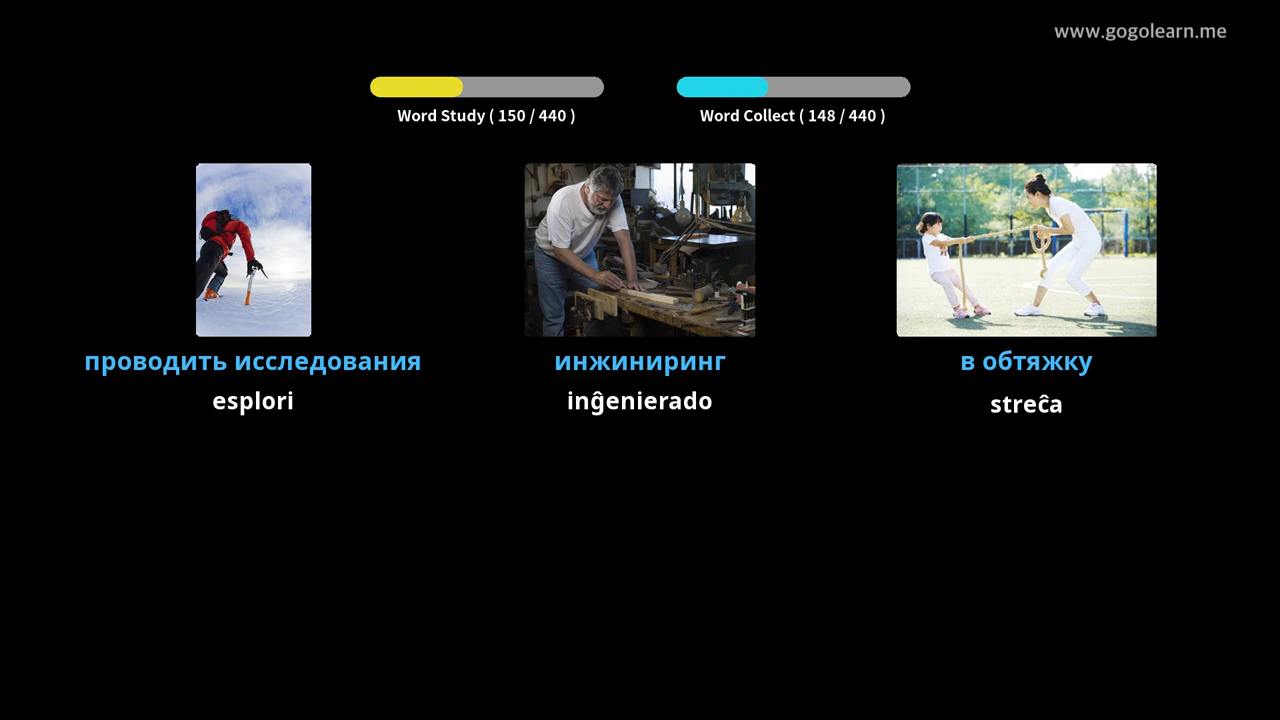 www.gogolearn.me
Word Study ( 150 / 440 )
Word Collect ( 148 / 440 )
проводить исследования
esplori
инжиниринг
inĝenierado
в обтяжку
streĉa